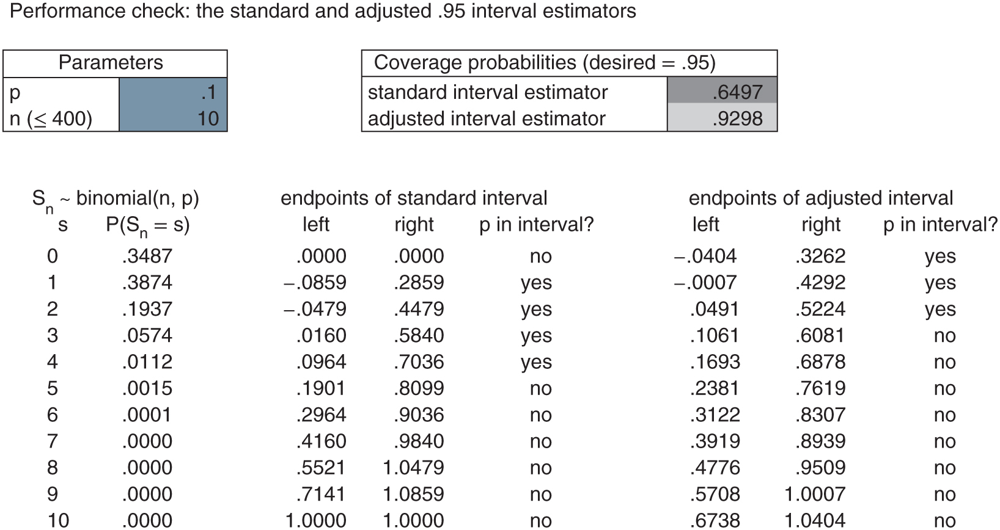 Performance check: the standard and adjusted .95 interval estimators
Parameters
p .1
n (≤ 400) 10
Coverage probabilities (desired = .95)
standard interval estimator .6497
adjusted interval estimator .9298
Sn ~ binomial(n, p) endpoints of standard interval endpoints of adjusted interval
s P(Sn = s) left right p in interval? left right p in interval?
0 .3487 .0000 .0000 no −.0404 .3262 yes
1 .3874 −.0859 .2859 yes −.0007 .4292 yes
2 .1937 −.0479 .4479 yes .0491 .5224 yes
3 .0574 .0160 .5840 yes .1061 .6081 no
4 .0112 .0964 .7036 yes .1693 .6878 no
5 .0015 .1901 .8099 no .2381 .7619 no
6 .0001 .2964 .9036 no .3122 .8307 no
7 .0000 .4160 .9840 no .3919 .8939 no
8 .0000 .5521 1.0479 no .4776 .9509 no
9 .0000 .7141 1.0859 no .5708 1.0007 no
10 .0000 1.0000 1.0000 no .6738 1.0404 no